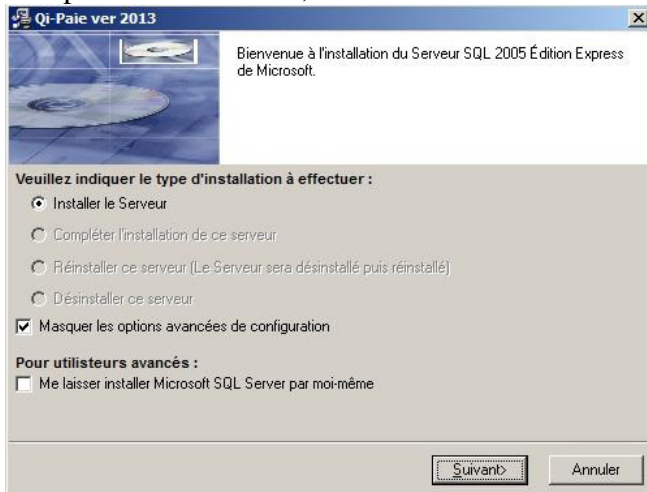 Qi-Paie ver 2013
Bienvenue à l'installation du Serveur SQL 2005 Édition Express
de Microsoft.
Veuillez indiquer le type d'installation à effectuer :
Installer le Serveur
Compléter l'installation de ce serveur
Réinstaller ce serveur (Le Serveur sera désinstallé puis réinstallé)
Désinstaller ce serveur
Masquer les options avancées de configuration
Pour utilisteurs avancés :
Me laisser installer Microsoft SQL Server par moi-même
Suivant>
Annuler